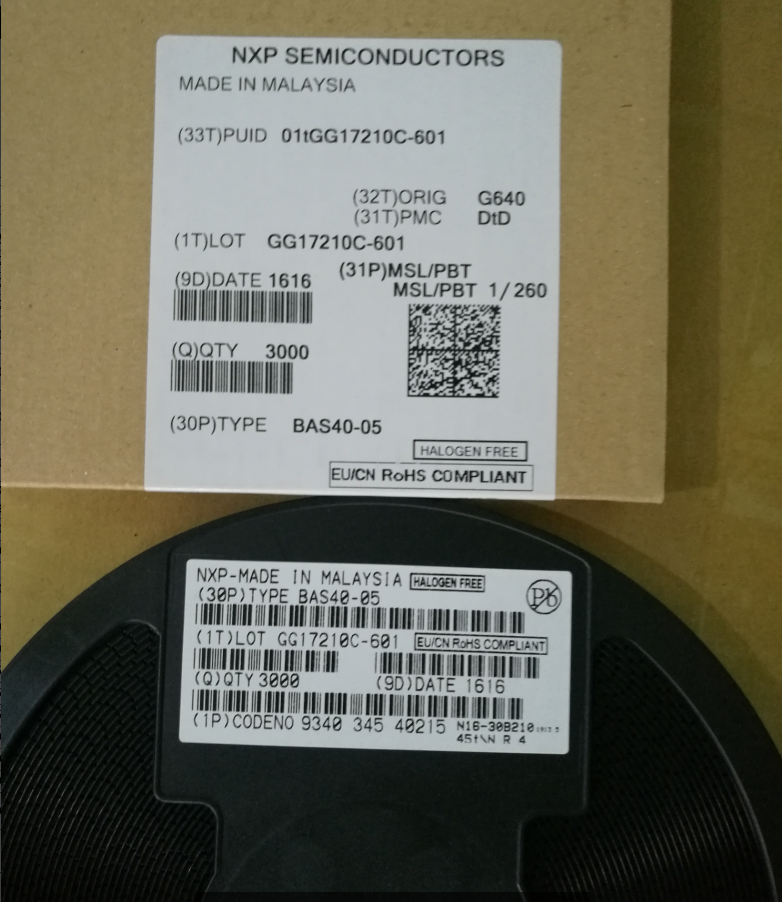 NXP SEMICONDUCTORS
MADE IN MALAYSIA
(33T)PUID 01tGG17210C-601
(32T)ORIG G640
(31T)PMC DtD
(1T)LOT GG17210C-601
(31P)MSL/PBT
(9D)DATE 1616
MSL/PBT 1/260
(Q)QTY 3000
(30P)TYPE BAS40-05
HALOGEN FREE
EU/CN RoHS COMPLIANT
NXP-MADE IN MALAYSIA HALOGEN FREE
(30P)TYPE BAS40-05
Pb
(1T)LOT GG17210C-601 EU/CN RoHS COMPLIANT
(Q)QTY 3000 (9D)DATE 1616
(1P)CODENO 9340 345 40215 N16-30B210
R 4